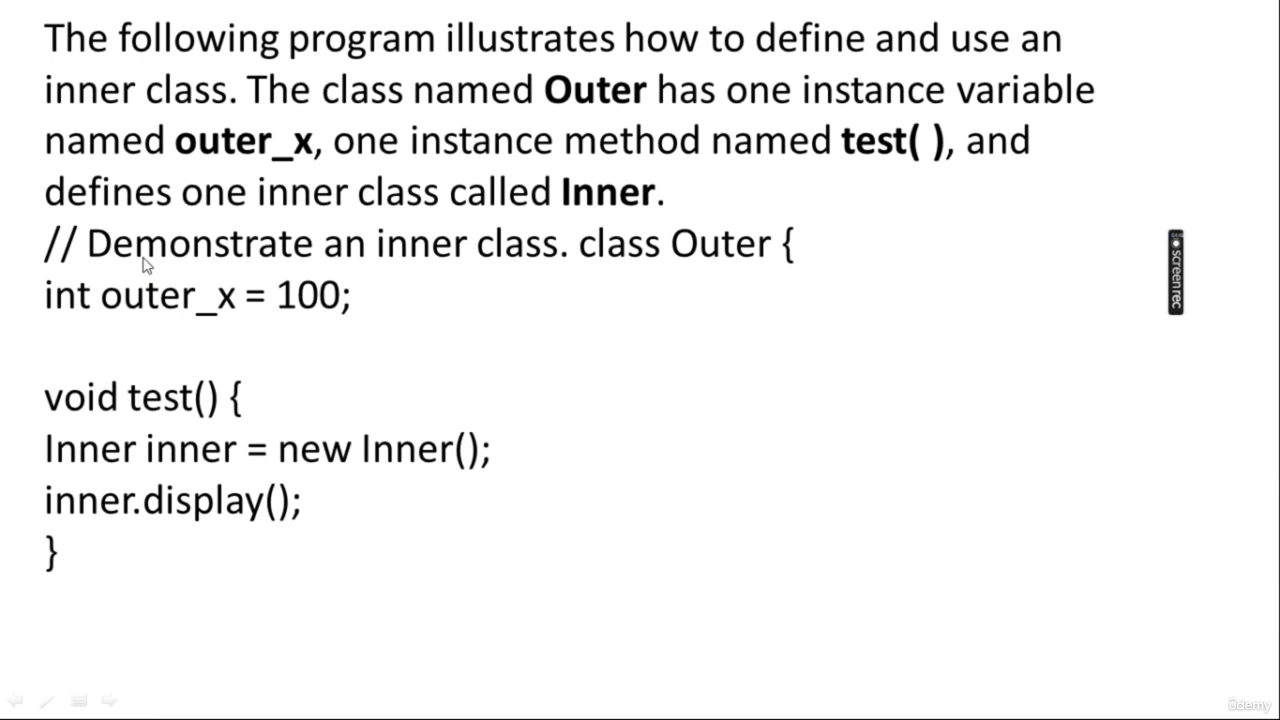 The following program illustrates how to define and use an
inner class. The class named Outer has one instance variable
named outer_x, one instance method named test( ), and
defines one inner class called Inner.
// Demonstrate an inner class. class Outer {
int outer_x = 100;
void test() {
Inner inner = new Inner();
inner.display();
}
screenrec
ûdemy